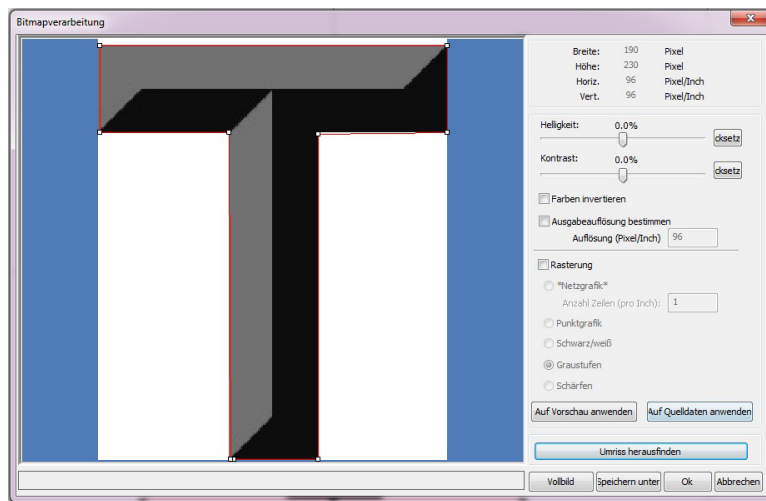 Bitmapverarbeitung
Breite: 190 Pixel
Höhe: 230 Pixel
Horiz. 96 Pixel/Inch
Vert. 96 Pixel/Inch
Helligkeit: 0.0%
cksetz
Kontrast: 0.0%
cksetz
Farben invertieren
Ausgabeauflösung bestimmen
Auflösung (Pixel/Inch) 96
Rasterung
*Netzgrafik*
Anzahl Zeilen (pro Inch): 1
Punktgrafik
Schwarz/weiß
Graustufen
Schärfen
Auf Vorschau anwenden Auf Quelldaten anwenden
Umriss herausfinden
Vollbild Speichern unter Ok Abbrechen